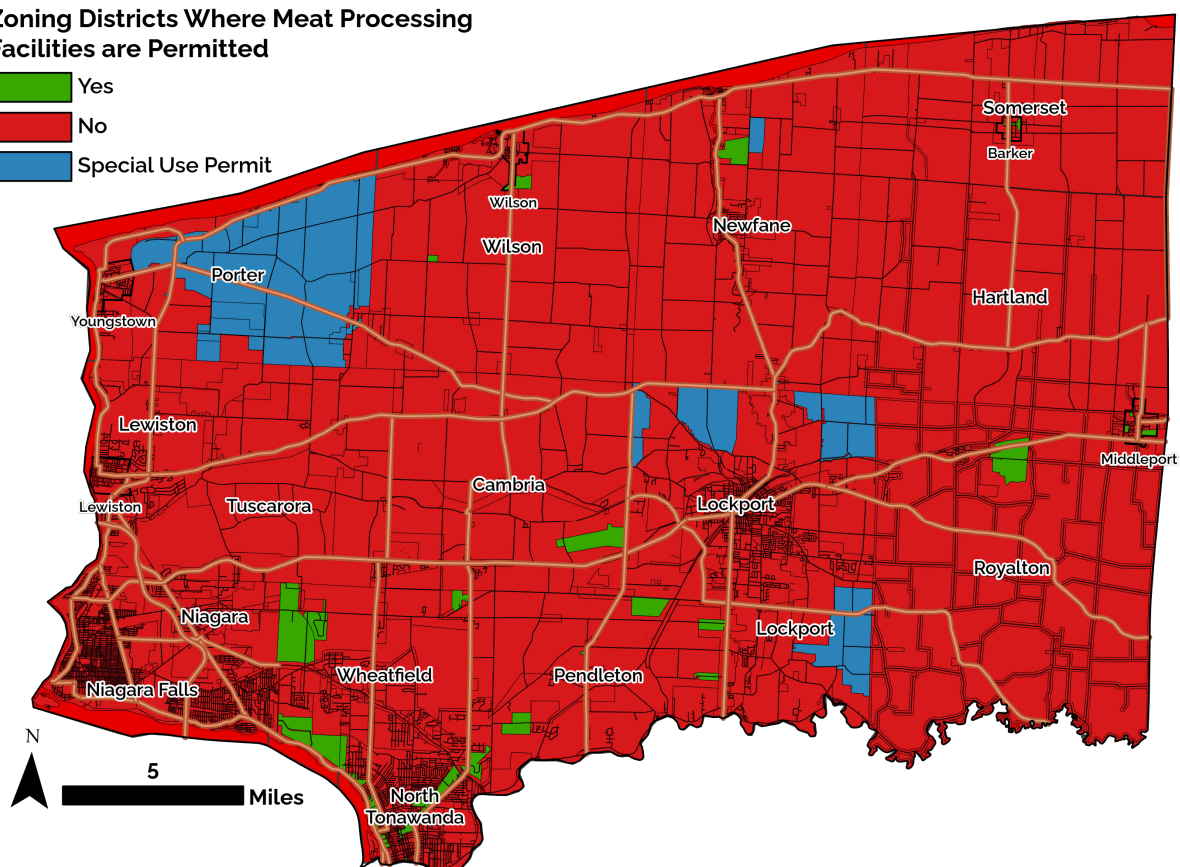 Zoning Districts Where Meat Processing
Facilities are Permitted
Yes
No
Special Use Permit
Somerset
Barker
Wilson
Newfane
Wilson
Porter
Hartland
Youngstown
Lewiston
Middleport
Cambria
Lewiston
Tuscarora
Lockport
Royalton
Niagara
Lockport
Wheatfield
Pendleton
Niagara Falls
N
5
Miles
North
Tonawanda